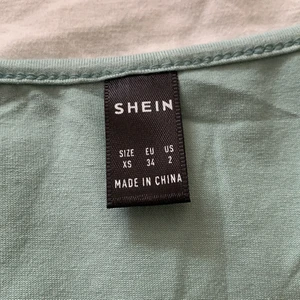 SHEIN
SIZE EU US
XS 34 2
MADE IN CHINA